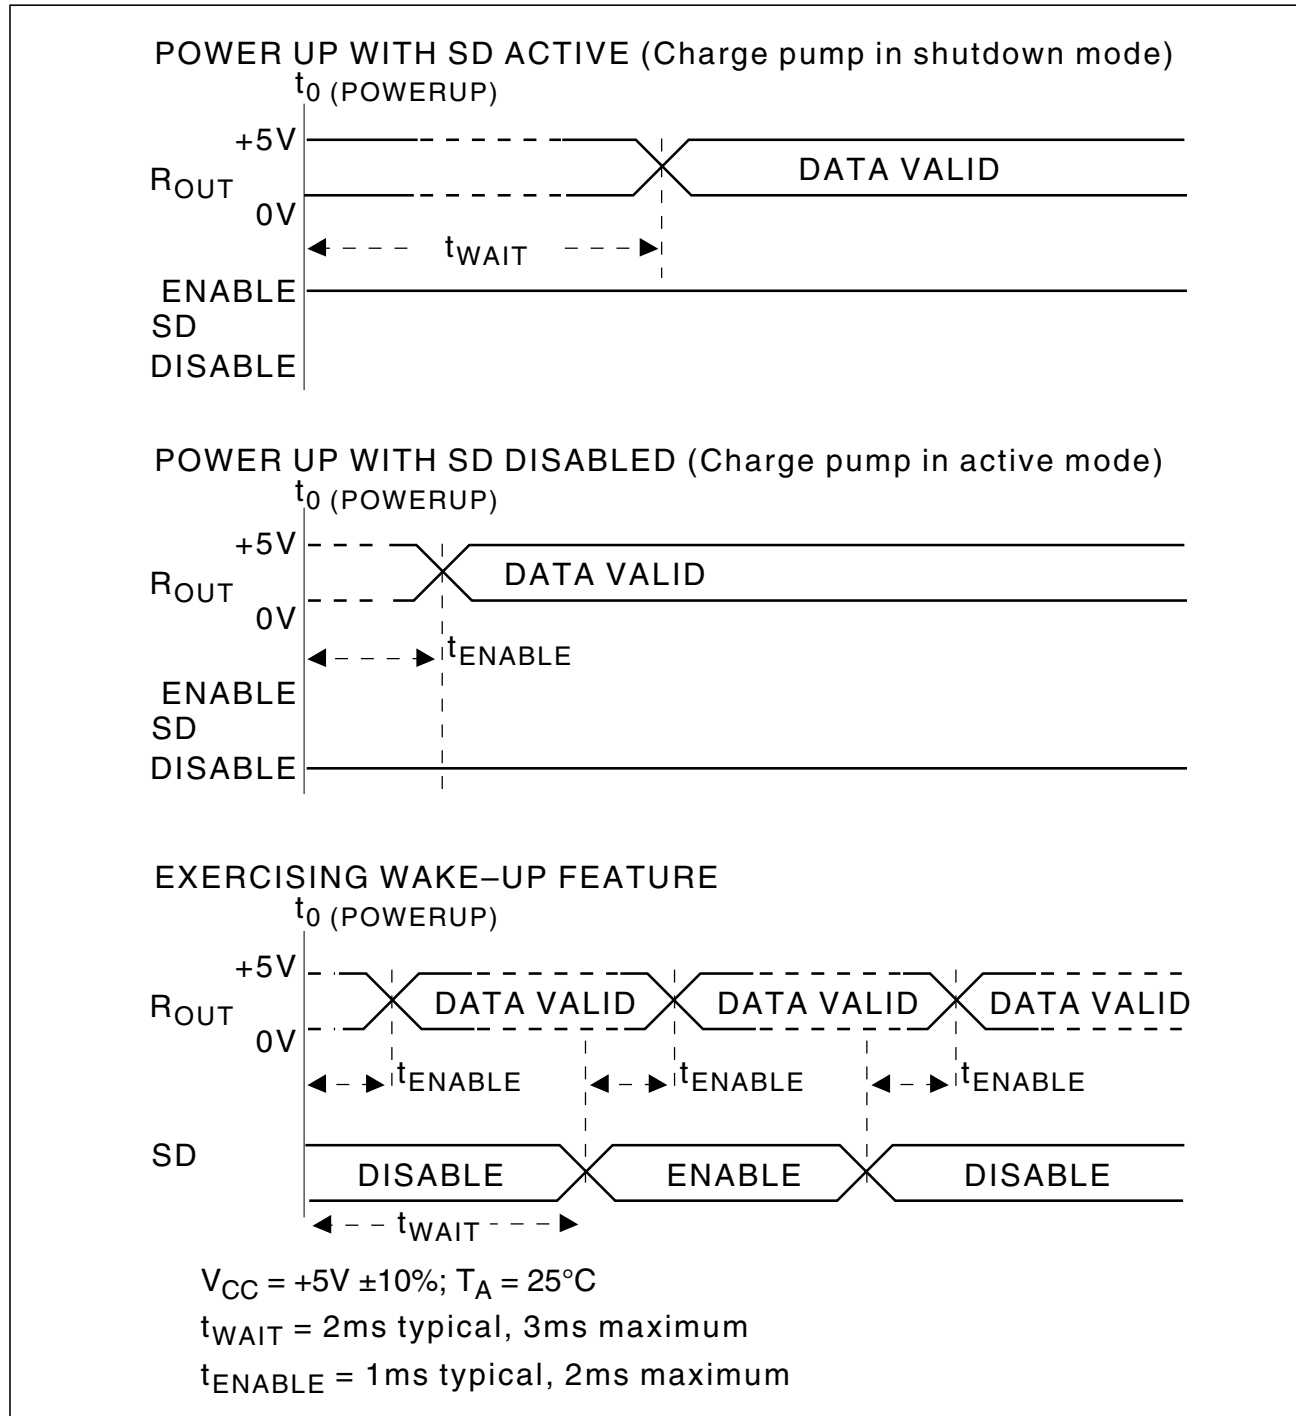 POWER UP WITH SD ACTIVE (Charge pump in shutdown mode)
t0 (POWERUP)
+5V
ROUT
DATA VALID
0V
tWAIT
ENABLE
SD
DISABLE
POWER UP WITH SD DISABLED (Charge pump in active mode)
t0 (POWERUP)
+5V
ROUT
DATA VALID
0V
tENABLE
ENABLE
SD
DISABLE
EXERCISING WAKE–UP FEATURE
t0 (POWERUP)
+5V
ROUT
DATA VALID DATA VALID DATA VALID
0V
tENABLE tENABLE tENABLE
SD
DISABLE ENABLE DISABLE
tWAIT
VCC = +5V ±10%; TA = 25°C
tWAIT = 2ms typical, 3ms maximum
tENABLE = 1ms typical, 2ms maximum